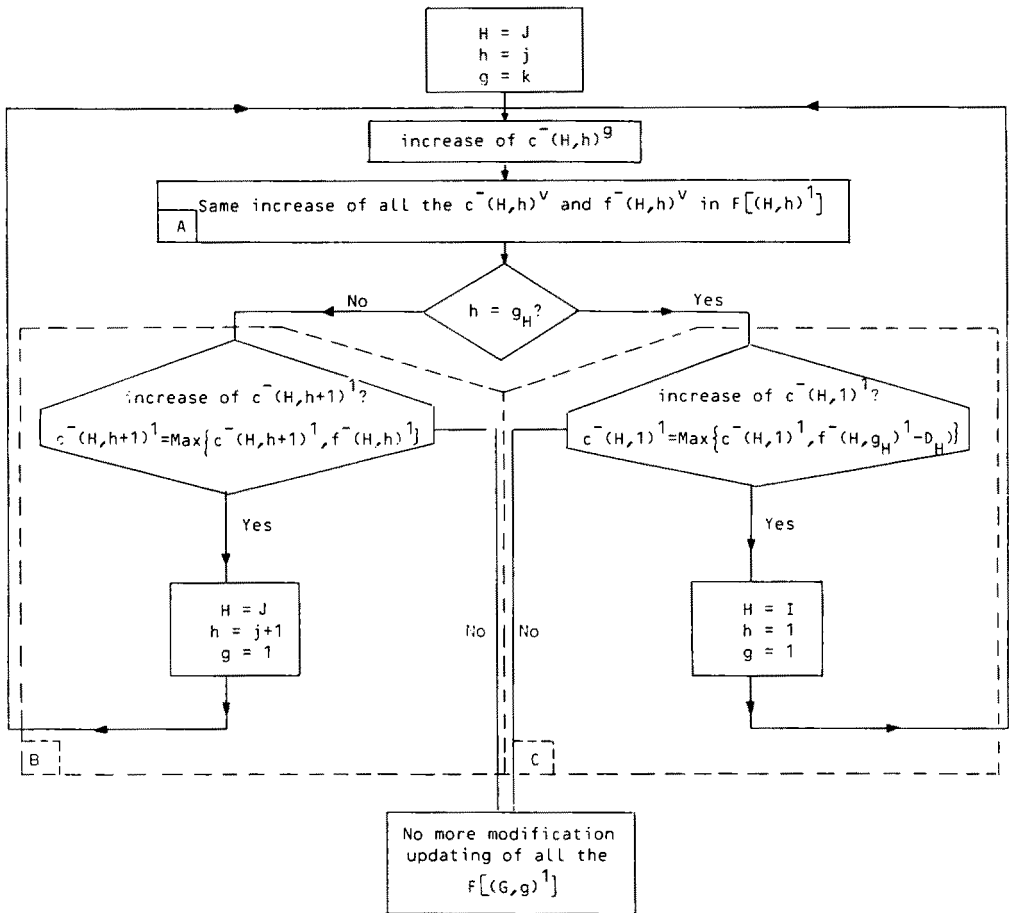 H = J
h = j
g = k
increase of c⁻(H,h)ᵍ
Same increase of all the c⁻(H,h)ᵛ and f⁻(H,h)ᵛ in F[(H,h)¹]
A
No
h = g_H?
Yes
increase of c⁻(H,h+1)¹?
c⁻(H,h+1)¹=Max{c⁻(H,h+1)¹,f⁻(H,h)¹}
increase of c⁻(H,1)¹?
c⁻(H,1)¹=Max{c⁻(H,1)¹,f⁻(H,g_H)¹-D_H)}
Yes
Yes
H = J
h = j+1
g = 1
No
No
H = I
h = 1
g = 1
B
C
No more modification
updating of all the
F[(G,g)¹]